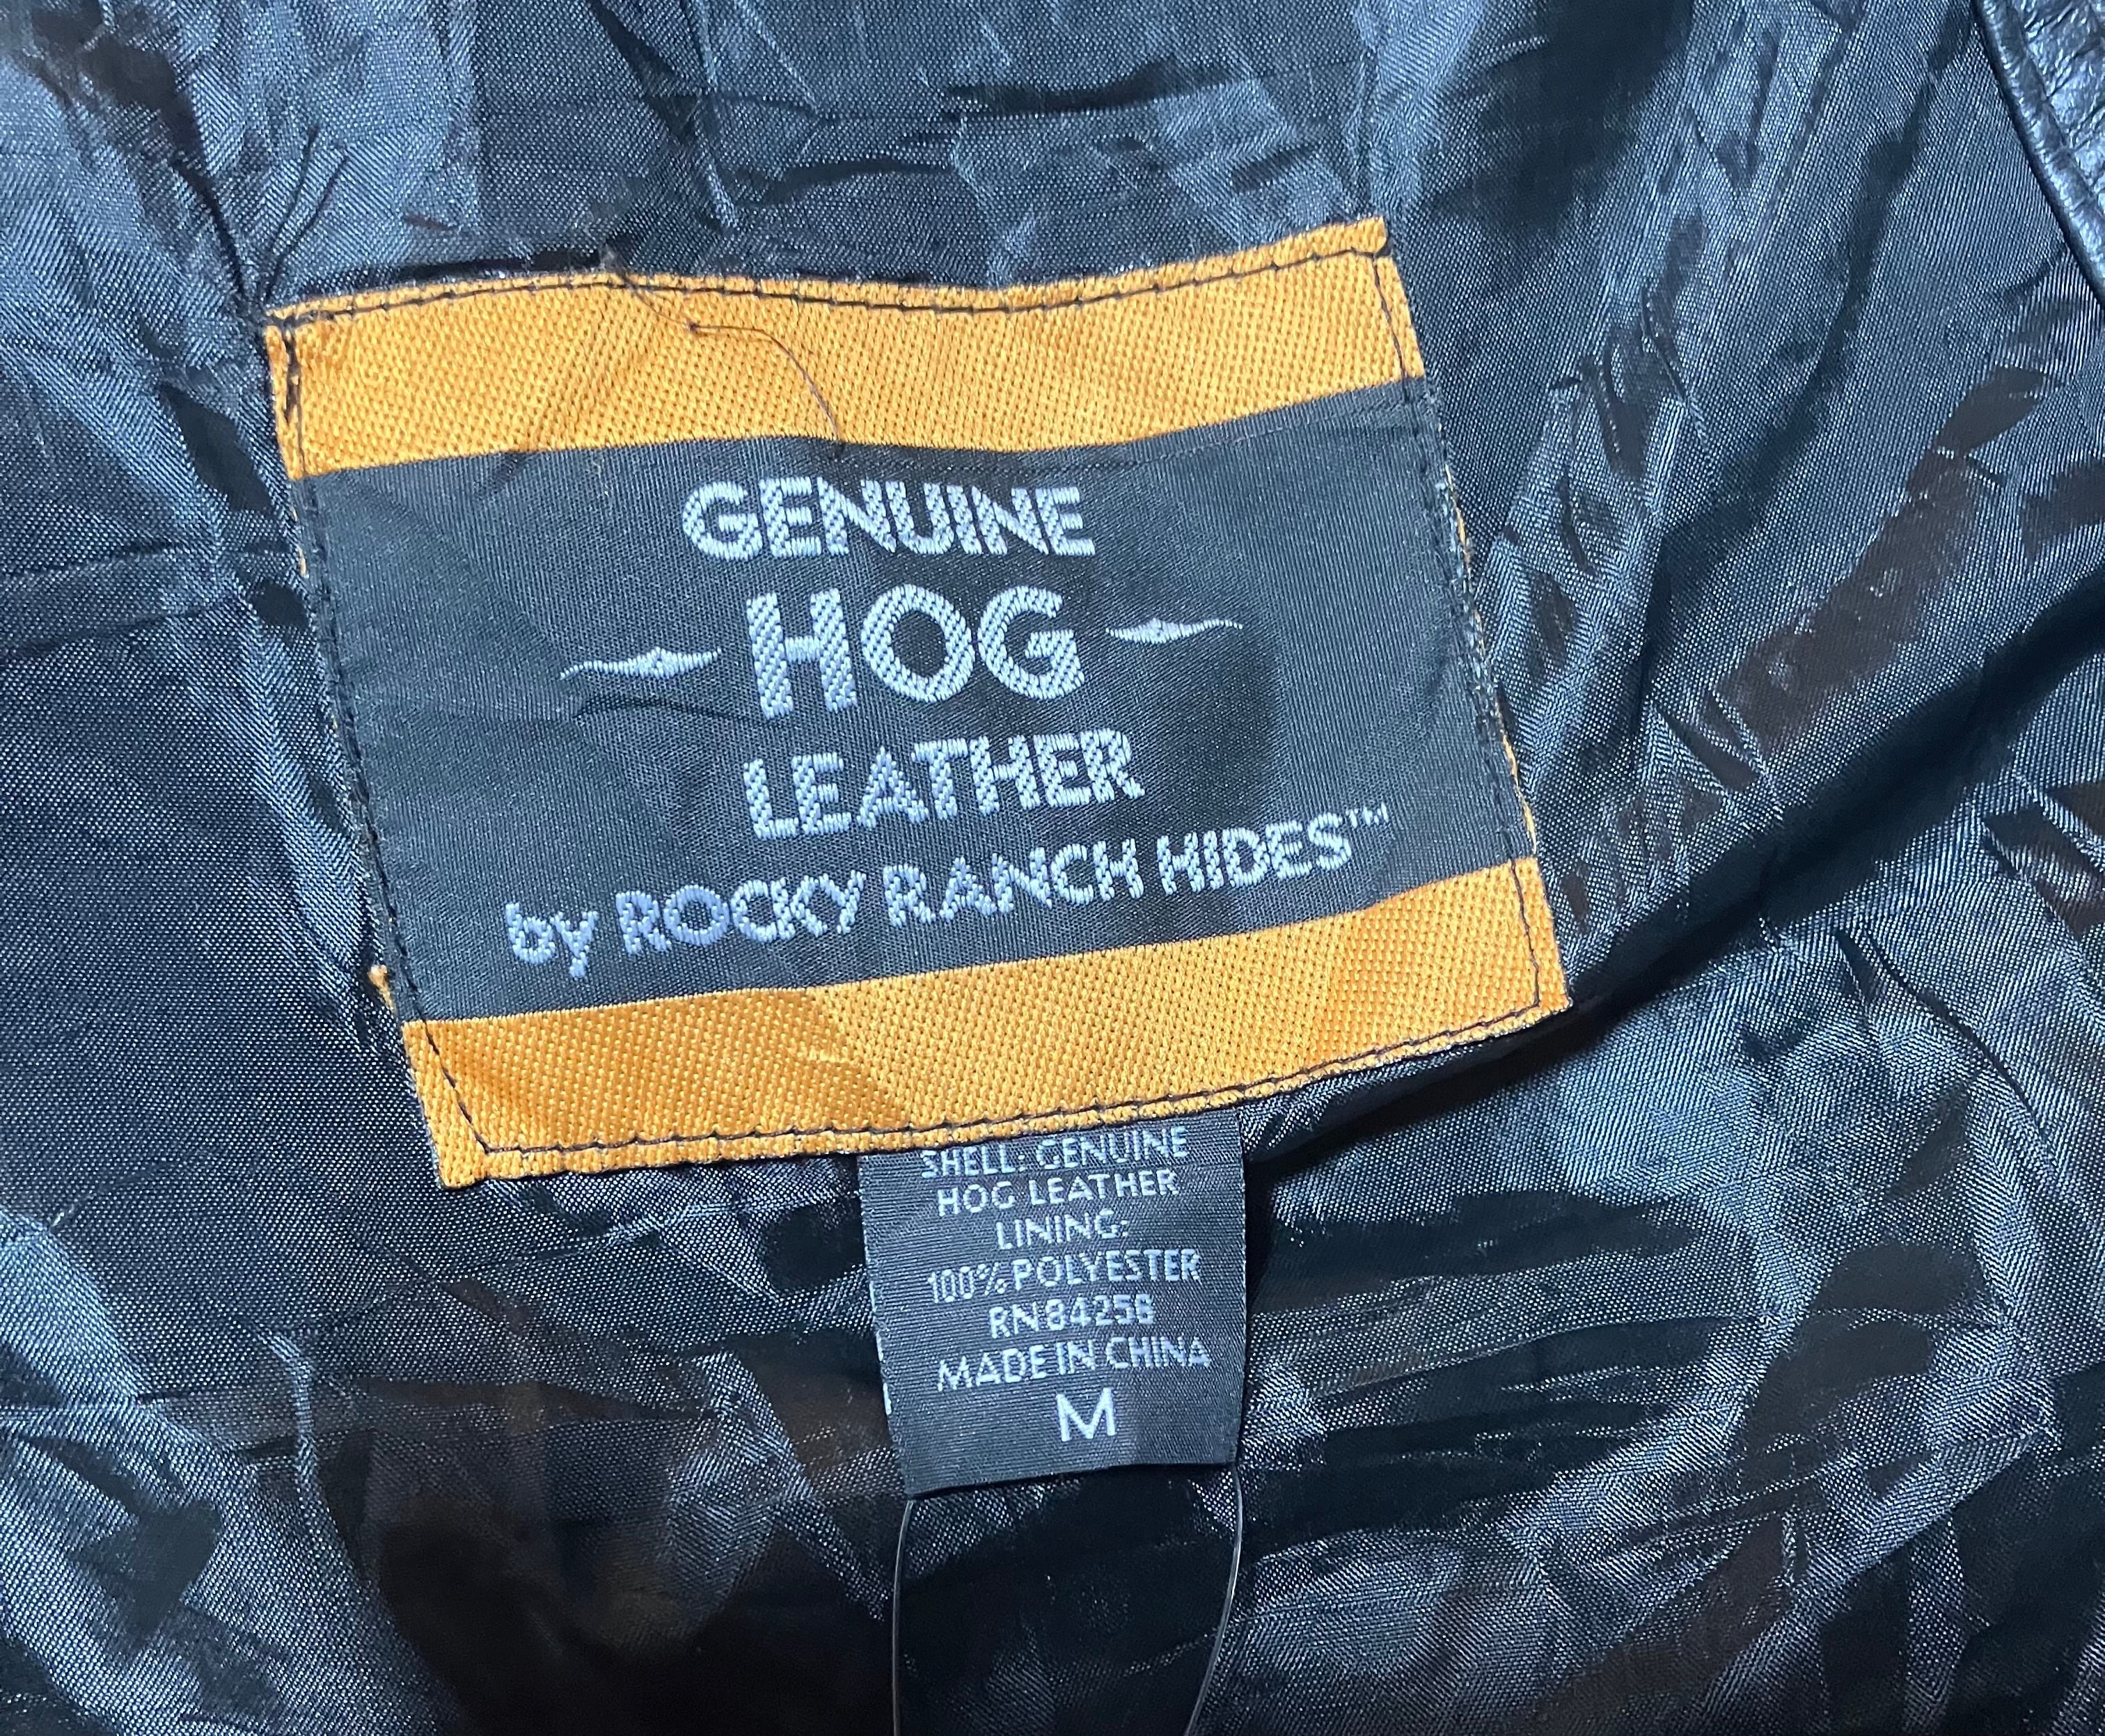 GENUINE
HOG
LEATHER
by ROCKY RANCH HIDES™
SHELL: GENUINE
HOG LEATHER
LINING:
100% POLYESTER
RN84258
MADE IN CHINA
M